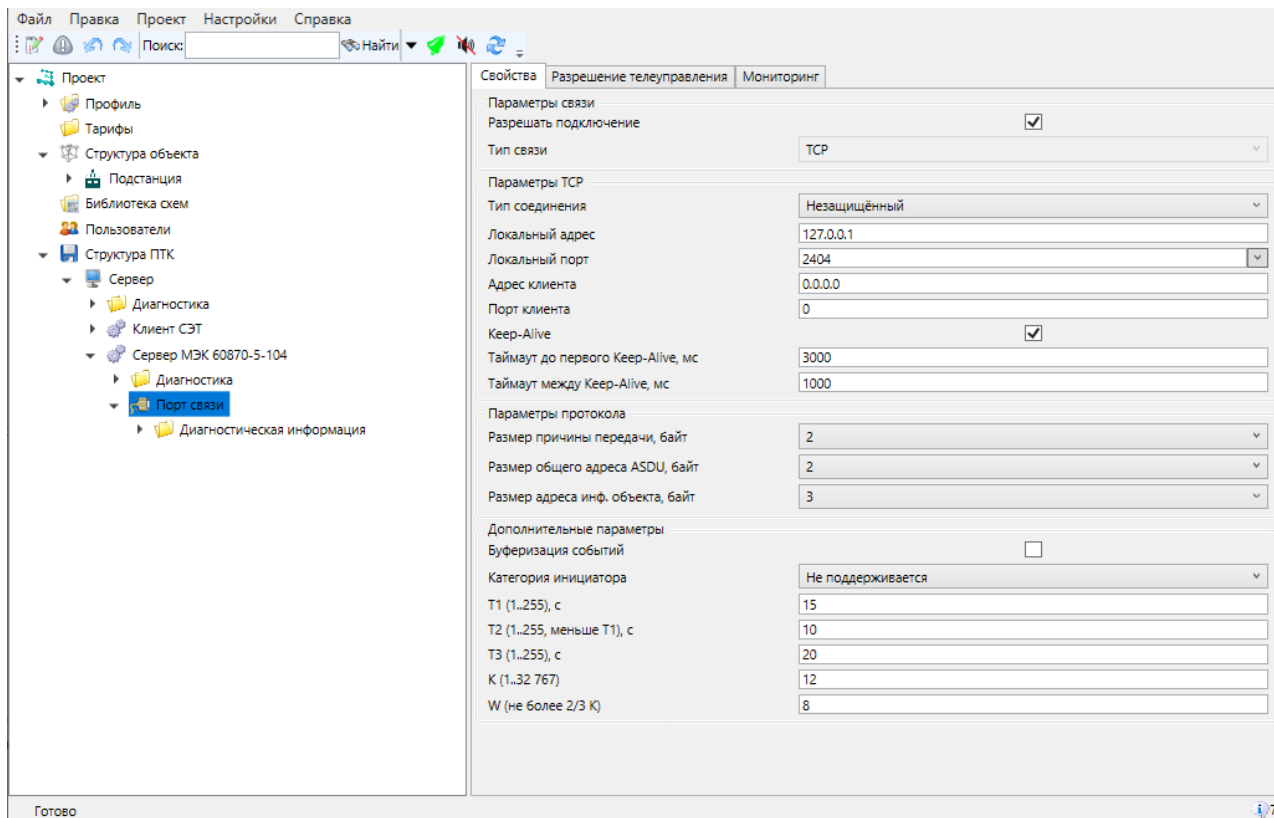 Файл Правка Проект Настройки Справка
Поиск: Найти
Проект
Профиль
Тарифы
Структура объекта
Подстанция
Библиотека схем
Пользователи
Структура ПТК
Сервер
Диагностика
Клиент СЭТ
Сервер МЭК 60870-5-104
Диагностика
Порт связи
Диагностическая информация
Свойства Разрешение телеуправления Мониторинг
Параметры связи
Разрешать подключение
Тип связи TCP
Параметры TCP
Тип соединения Незащищённый
Локальный адрес 127.0.0.1
Локальный порт 2404
Адрес клиента 0.0.0.0
Порт клиента 0
Keep-Alive
Таймаут до первого Keep-Alive, мс 3000
Таймаут между Keep-Alive, мс 1000
Параметры протокола
Размер причины передачи, байт 2
Размер общего адреса ASDU, байт 2
Размер адреса инф. объекта, байт 3
Дополнительные параметры
Буферизация событий
Категория инициатора Не поддерживается
T1 (1..255), с 15
T2 (1..255, меньше T1), с 10
T3 (1..255), с 20
K (1..32 767) 12
W (не более 2/3 K) 8
Готово 7